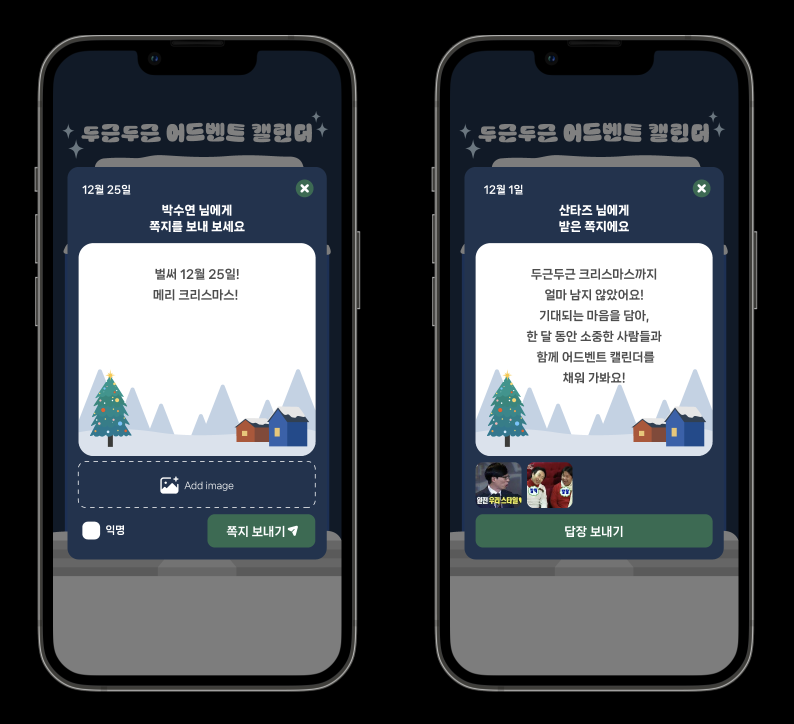 두근두근 어드벤트 캘린더
12월 25일
박수연 님에게
쪽지를 보내 보세요
벌써 12월 25일!
메리 크리스마스!
Add image
익명
쪽지 보내기
두근두근 어드벤트 캘린더
12월 1일
산타즈 님에게
받은 쪽지에요
두근두근 크리스마스까지
얼마 남지 않았어요!
기대되는 마음을 담아,
한 달 동안 소중한 사람들과
함께 어드벤트 캘린더를
채워 가봐요!
원전우리스타일
답장 보내기